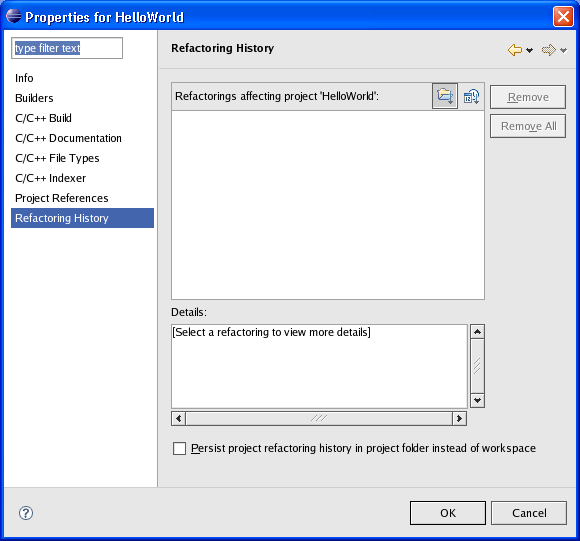 Properties for HelloWorld
type filter text
Info
Builders
C/C++ Build
C/C++ Documentation
C/C++ File Types
C/C++ Indexer
Project References
Refactoring History
Refactoring History
Refactorings affecting project 'HelloWorld':
Remove
Remove All
Details:
[Select a refactoring to view more details]
Persist project refactoring history in project folder instead of workspace
?
OK
Cancel